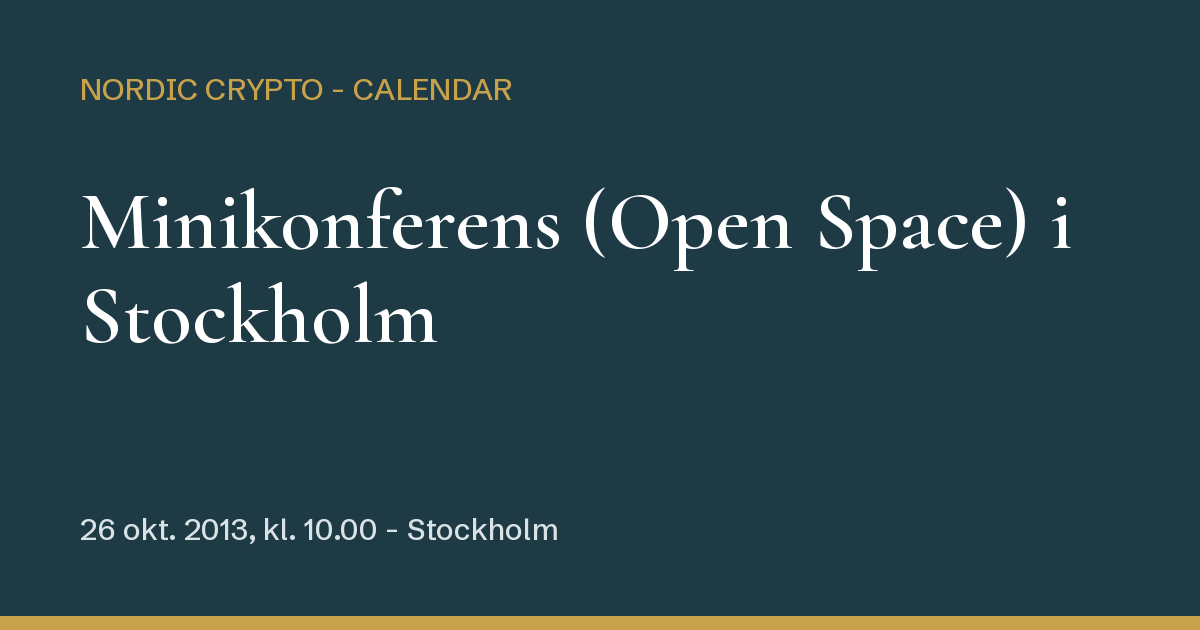 NORDIC CRYPTO - CALENDAR
Minikonferens (Open Space) i
Stockholm
26 okt. 2013, kl. 10.00 - Stockholm